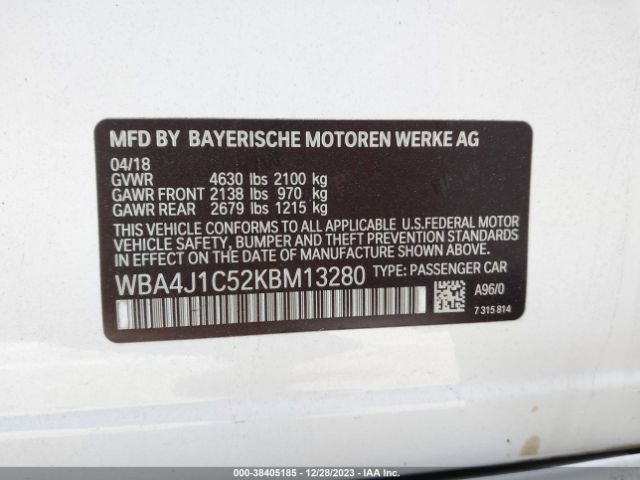 MFD BY BAYERISCHE MOTOREN WERKE AG
04/18
GVWR 4630 lbs 2100 kg
GAWR FRONT 2138 lbs 970 kg
GAWR REAR 2679 lbs 1215 kg
THIS VEHICLE CONFORMS TO ALL APPLICABLE U.S.FEDERAL MOTOR
VEHICLE SAFETY, BUMPER AND THEFT PREVENTION STANDARDS
IN EFFECT ON THE DATE OF MANUFACTURE SHOWN ABOVE.
WBA4J1C52KBM13280 TYPE: PASSENGER CAR
A96/0
7 315 814
000-38405185 - 12/28/2023 - IAA Inc.